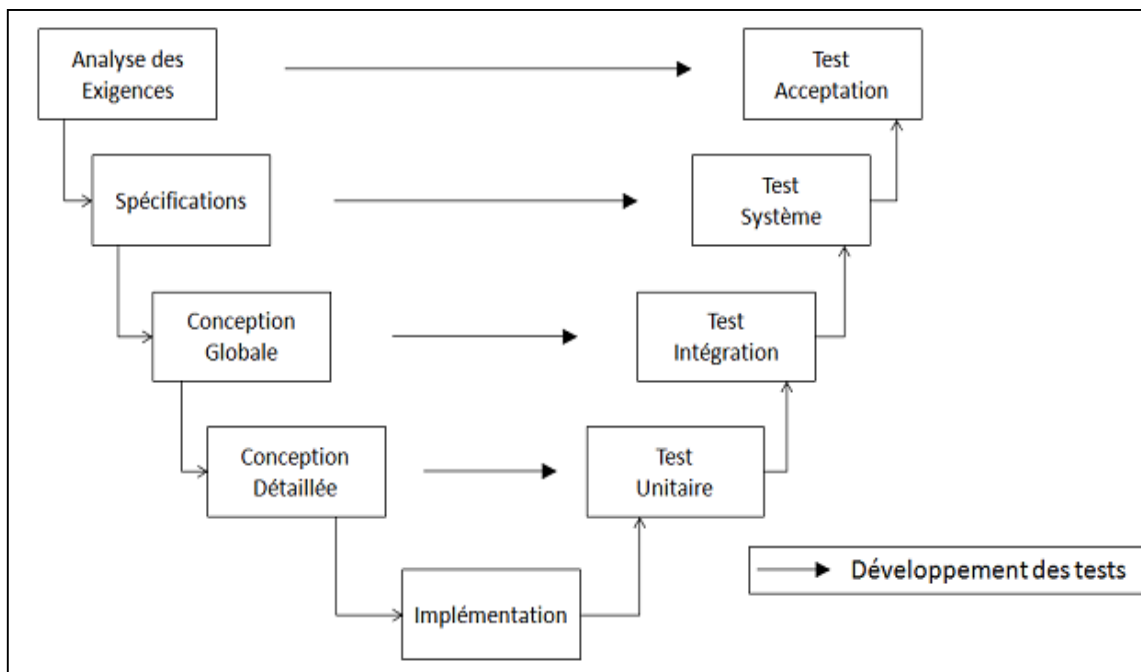 Analyse des
Exigences
Test
Acceptation
Spécifications
Test
Système
Conception
Globale
Test
Intégration
Conception
Détaillée
Test
Unitaire
Développement des tests
Implémentation